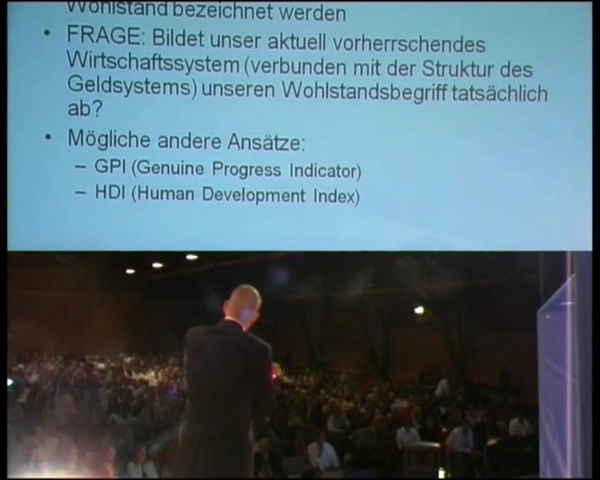 Wohlstand bezeichnet werden
• FRAGE: Bildet unser aktuell vorherrschendes
Wirtschaftssystem (verbunden mit der Struktur des
Geldsystems) unseren Wohlstandsbegriff tatsächlich
ab?
• Mögliche andere Ansätze:
– GPI (Genuine Progress Indicator)
– HDI (Human Development Index)